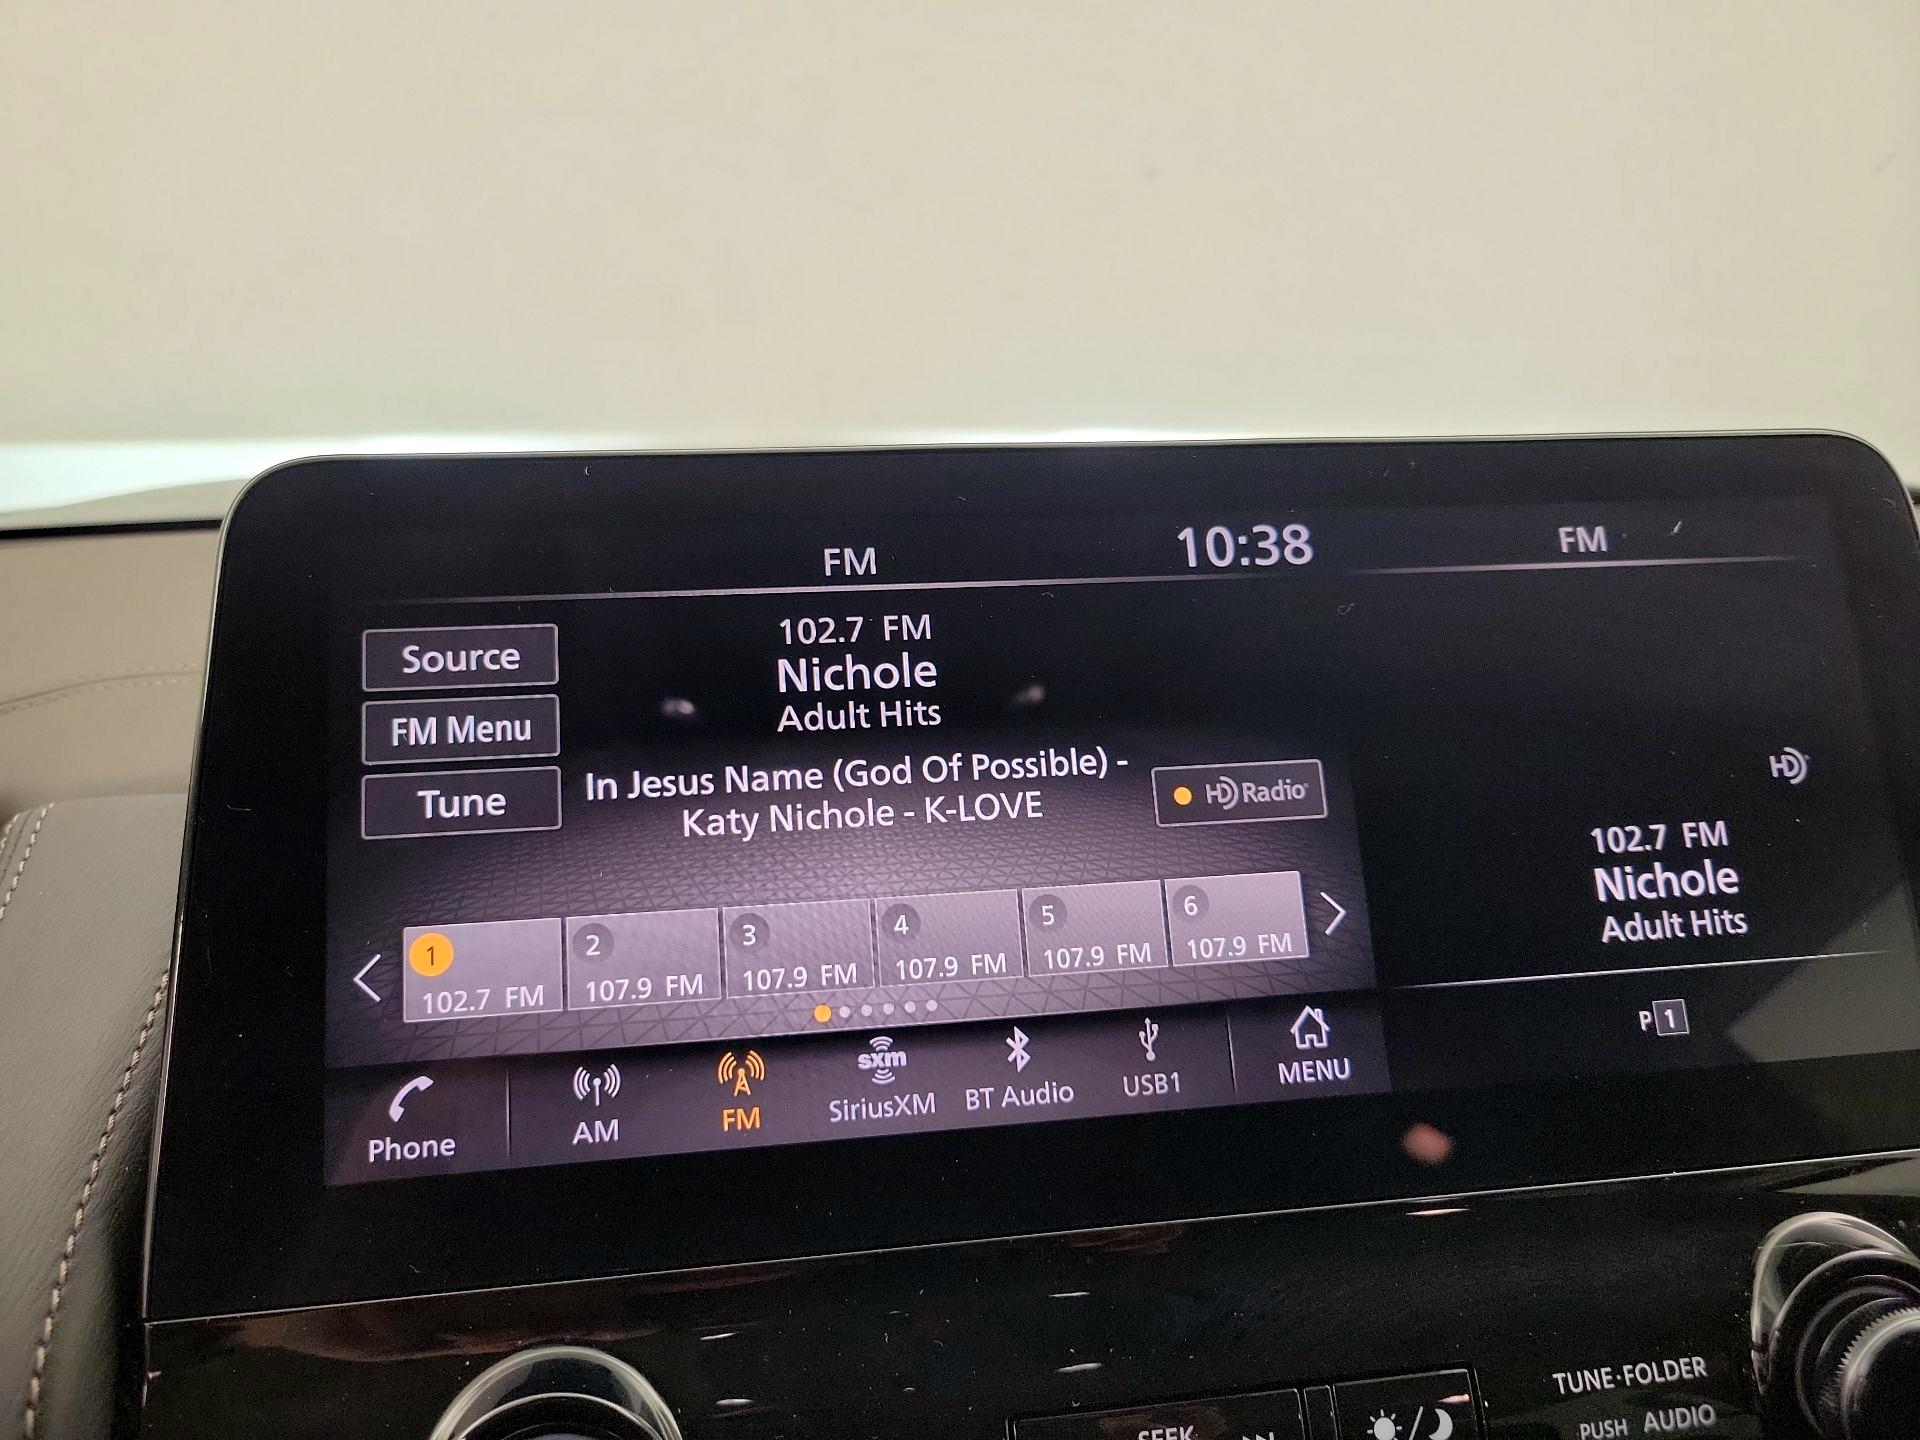 FM
10:38
FM
Source
FM Menu
Tune
102.7 FM
Nichole
Adult Hits
In Jesus Name (God Of Possible) -
Katy Nichole - K-LOVE
HD Radio
HD
102.7 FM
Nichole
Adult Hits
1
102.7 FM
2
107.9 FM
3
107.9 FM
4
107.9 FM
5
107.9 FM
6
107.9 FM
P 1
Phone
AM
FM
sxm
SiriusXM
BT Audio
USB1
MENU
TUNE·FOLDER
PUSH AUDIO
SEEK